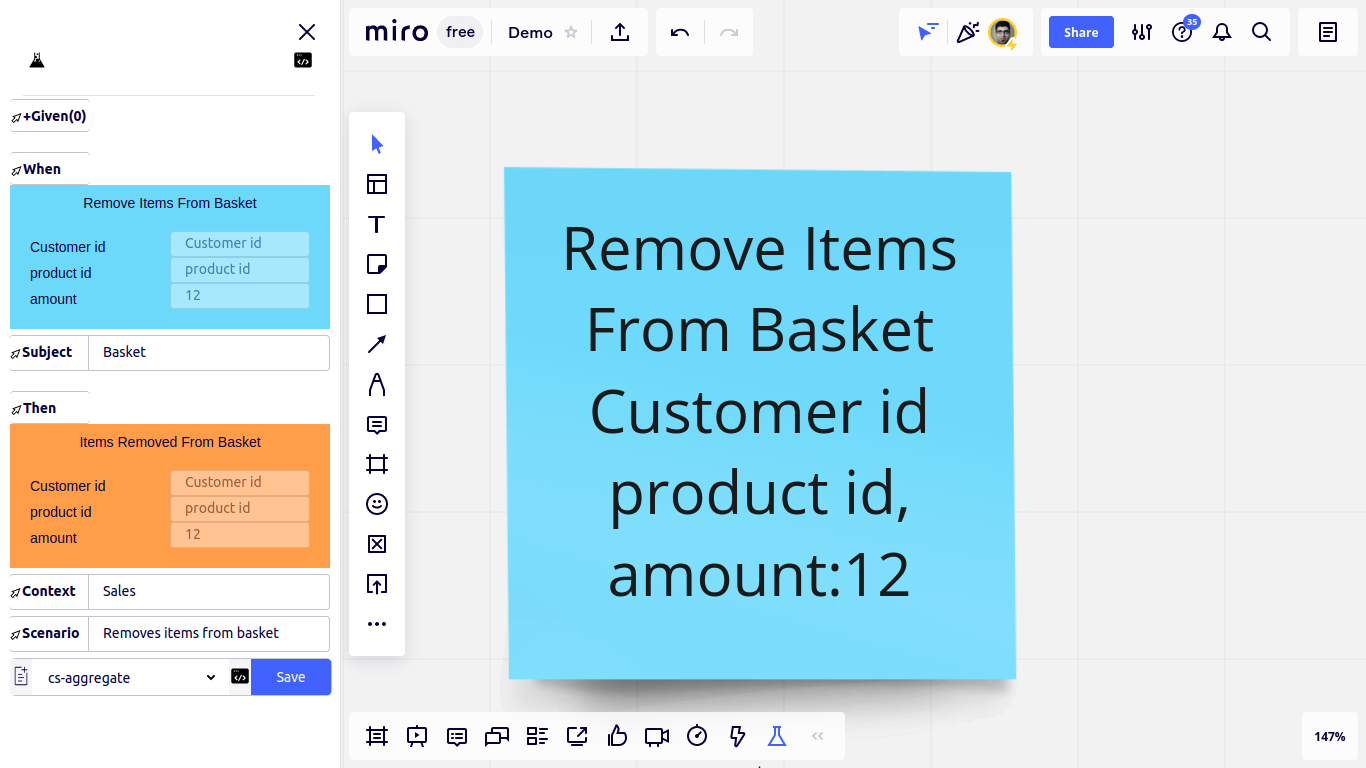 miro
free
Demo
35
Share
+Given(0)
When
Remove Items From Basket
Customer id Customer id
product id product id
amount 12
Subject Basket
Then
Items Removed From Basket
Customer id Customer id
product id product id
amount 12
Context Sales
Scenario Removes items from basket
cs-aggregate
Save
Remove Items
From Basket
Customer id
product id,
amount:12
147%